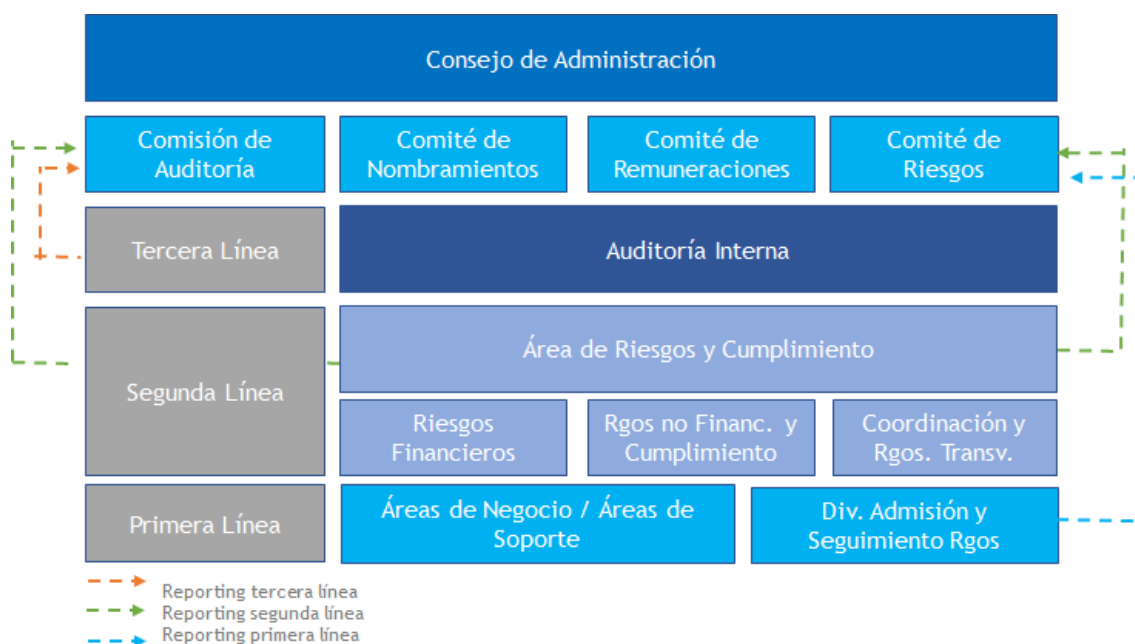 Consejo de Administración
Comisión de
Auditoría
Comité de
Nombramientos
Comité de
Remuneraciones
Comité de
Riesgos
Tercera Línea
Auditoría Interna
Segunda Línea
Área de Riesgos y Cumplimiento
Riesgos
Financieros
Rgos no Financ. y
Cumplimiento
Coordinación y
Rgos. Transv.
Primera Línea
Áreas de Negocio / Áreas de
Soporte
Div. Admisión y
Seguimiento Rgos
Reporting tercera línea
Reporting segunda línea
Reporting primera línea